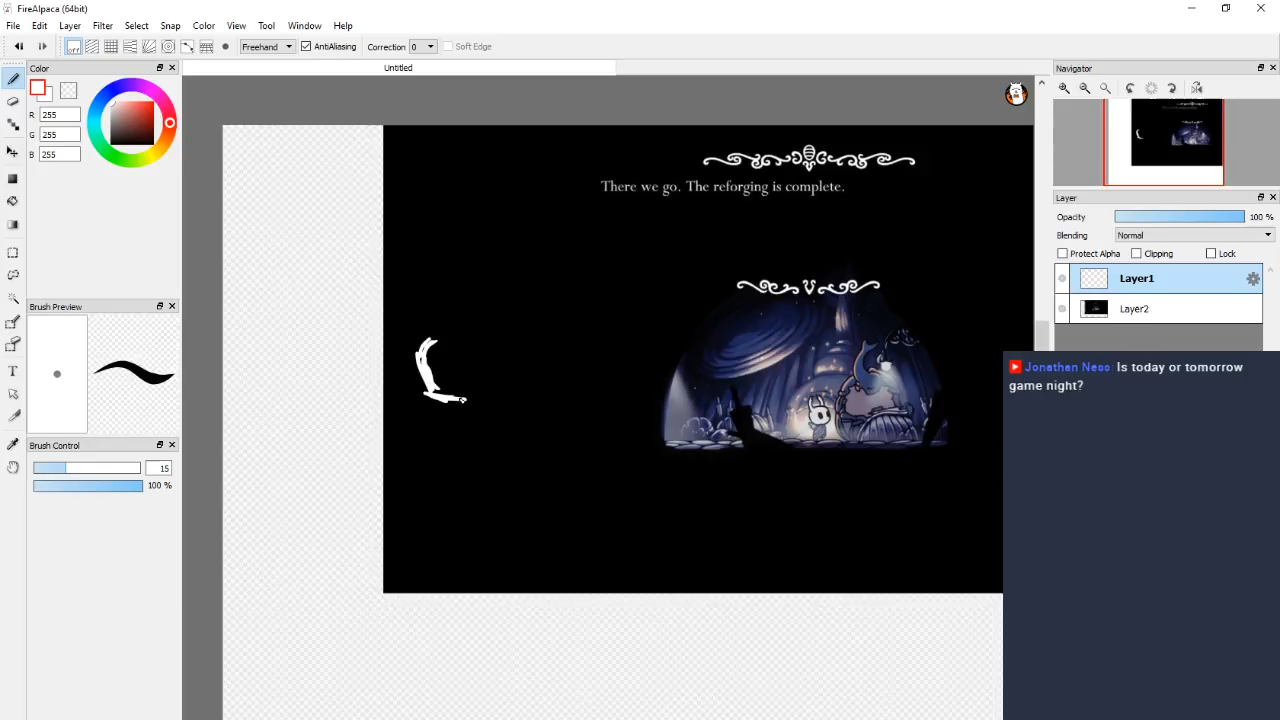 FireAlpaca (64bit)
File Edit Layer Filter Select Snap Color View Tool Window Help
off Freehand AntiAliasing Correction 0 Soft Edge
Color
Untitled
Navigator
R 255
G 255
B 255
There we go. The reforging is complete.
Layer
Opacity 100 %
Blending Normal
Protect Alpha Clipping Lock
Layer1
Layer2
Brush Preview
Jonathan Neso: Is today or tomorrow
game night?
Brush Control
15
100 %
T